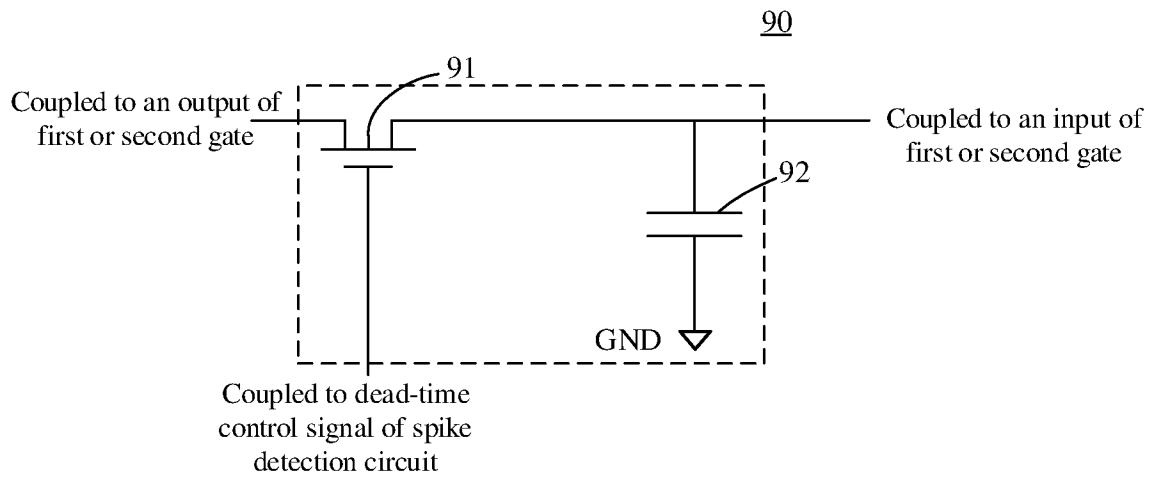 90
91
Coupled to an output of
first or second gate
Coupled to an input of
first or second gate
92
GND
Coupled to dead-time
control signal of spike
detection circuit